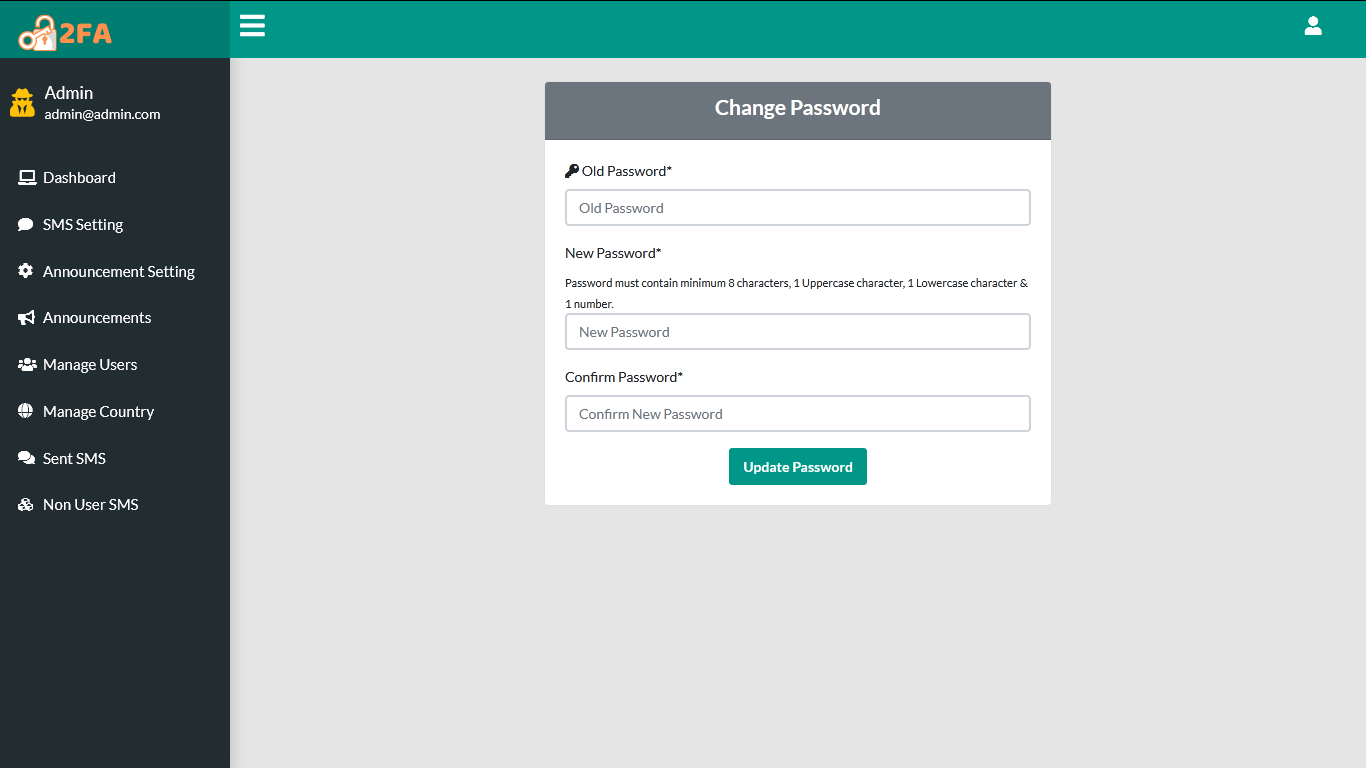 2FA
Admin
admin@admin.com
Dashboard
SMS Setting
Announcement Setting
Announcements
Manage Users
Manage Country
Sent SMS
Non User SMS
Change Password
Old Password*
Old Password
New Password*
Password must contain minimum 8 characters, 1 Uppercase character, 1 Lowercase character &
1 number.
New Password
Confirm Password*
Confirm New Password
Update Password